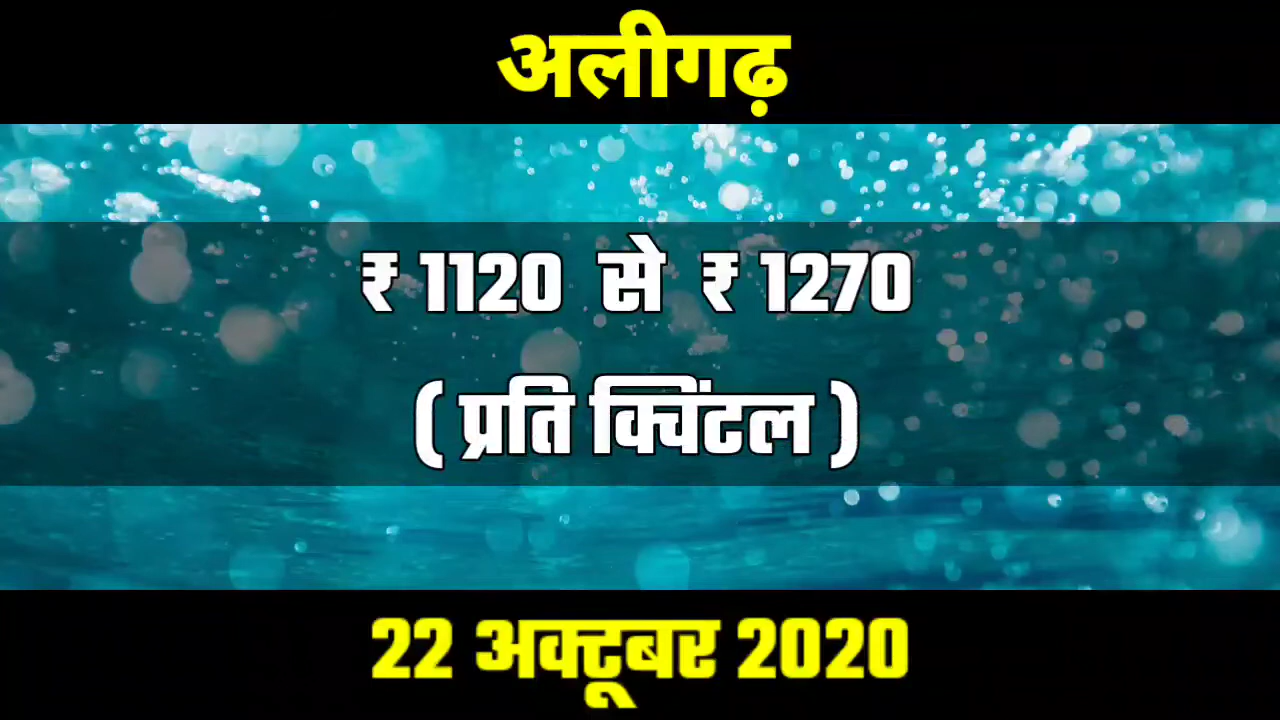 अलीगढ़
₹ 1120 से ₹ 1270
( प्रति क्विंटल )
22 अक्टूबर 2020